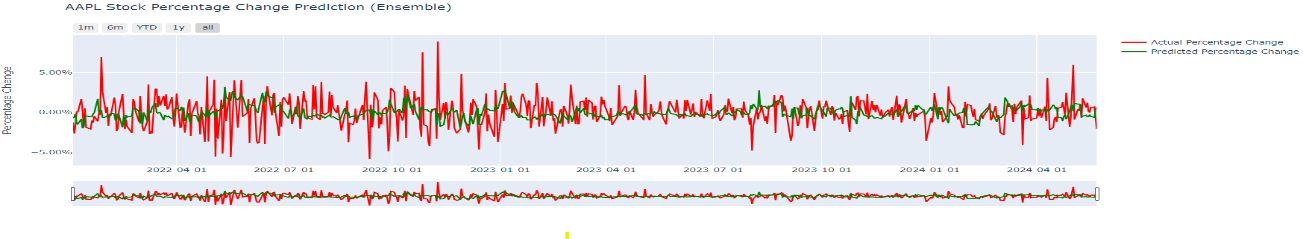 AAPL Stock Percentage Change Prediction (Ensemble)
1m 6m YTD 1y all
Actual Percentage Change
Predicted Percentage Change
Percentage Change
5.00%
0.00%
−5.00%
2022-04-01 2022-07-01 2022-10-01 2023-01-01 2023-04-01 2023-07-01 2023-10-01 2024-01-01 2024-04-01